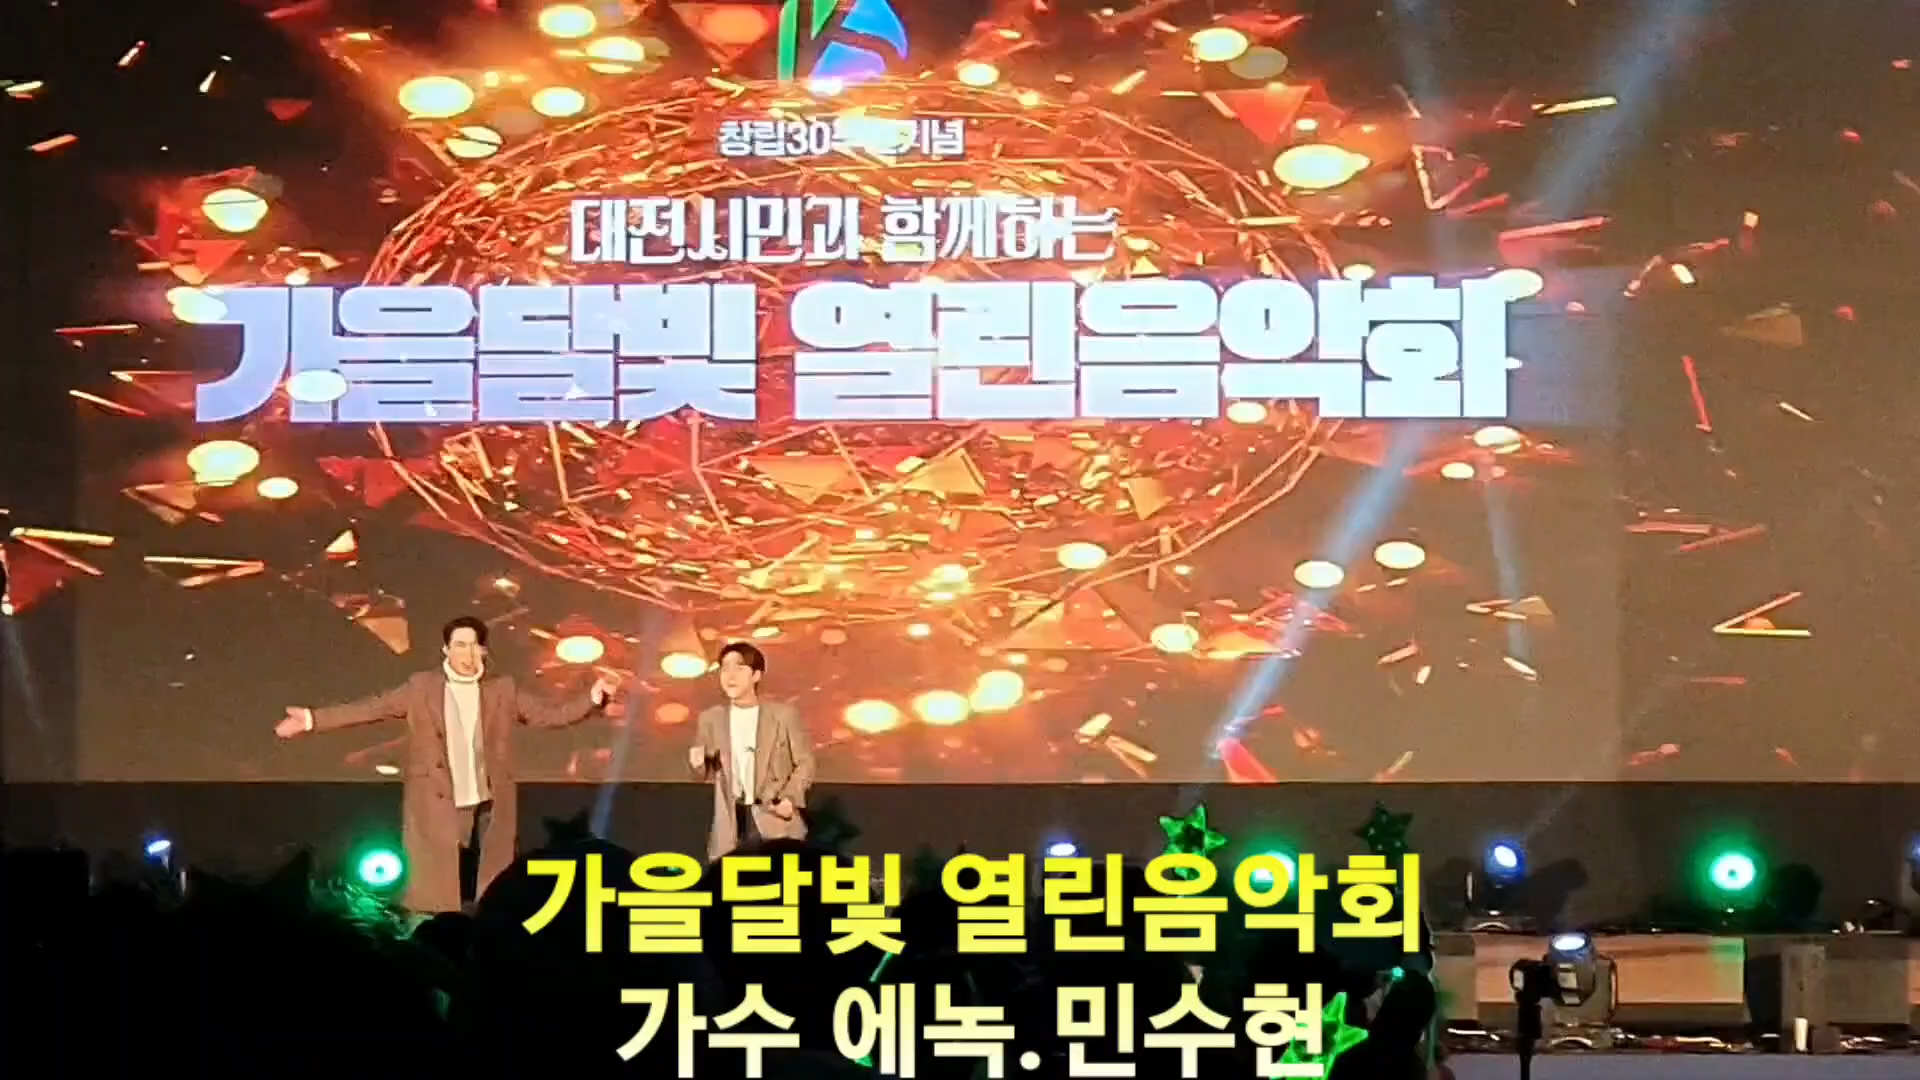 창립30주년기념
대전시민과 함께하는
가을달빛 열린음악회
가을달빛 열린음악회
가수 에녹.민수현